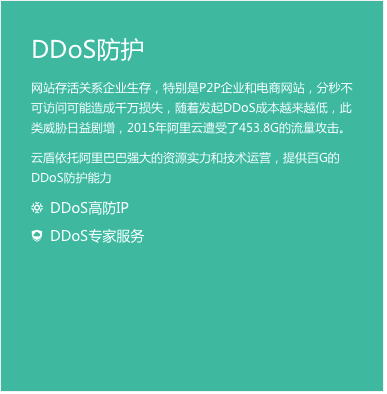 DDoS防护
网站存活关系企业生存，特别是P2P企业和电商网站，分秒不
可访问可能造成千万损失，随着发起DDoS成本越来越低，此
类威胁日益剧增，2015年阿里云遭受了453.8G的流量攻击。
云盾依托阿里巴巴强大的资源实力和技术运营，提供百G的
DDoS防护能力
DDoS高防IP
DDoS专家服务